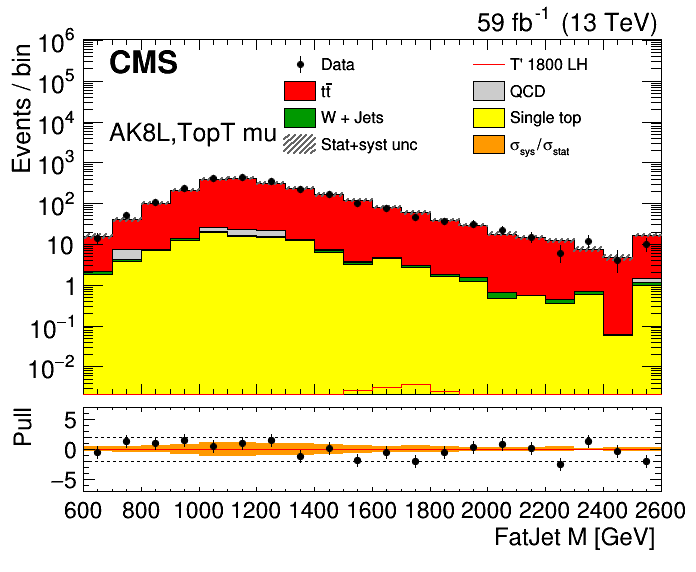 59 fb⁻¹ (13 TeV)
CMS
AK8L,TopT mu
Data
tt̄
W + Jets
Stat+syst unc
T' 1800 LH
QCD
Single top
σsys/σstat
Events / bin
10⁶
10⁵
10⁴
10³
10²
10
1
10⁻¹
10⁻²
Pull
5
0
−5
600 800 1000 1200 1400 1600 1800 2000 2200 2400 2600
FatJet M [GeV]